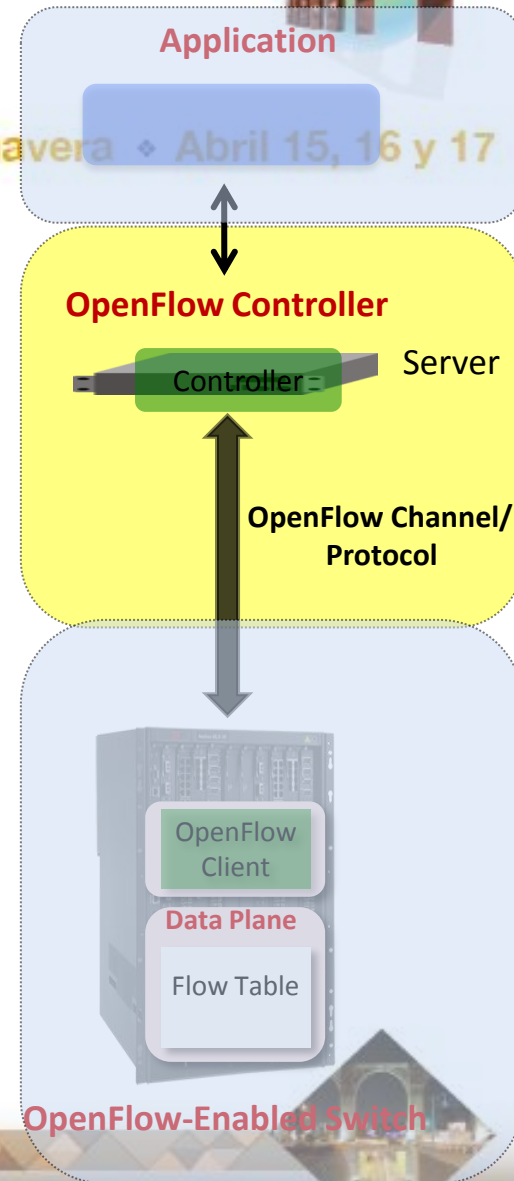 Application
avera ❖ Abril 15, 16 y 17
OpenFlow Controller
Controller
Server
OpenFlow Channel/
Protocol
OpenFlow
Client
Data Plane
Flow Table
OpenFlow-Enabled Switch